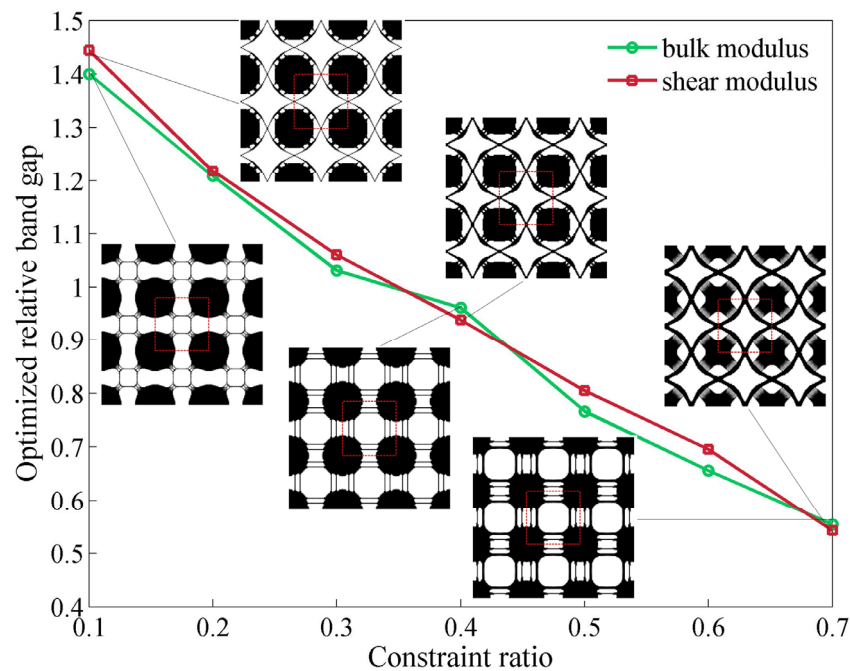 Optimized relative band gap
1.5
1.4
1.3
1.2
1.1
1
0.9
0.8
0.7
0.6
0.5
0.4
bulk modulus
shear modulus
0.1 0.2 0.3 0.4 0.5 0.6 0.7
Constraint ratio